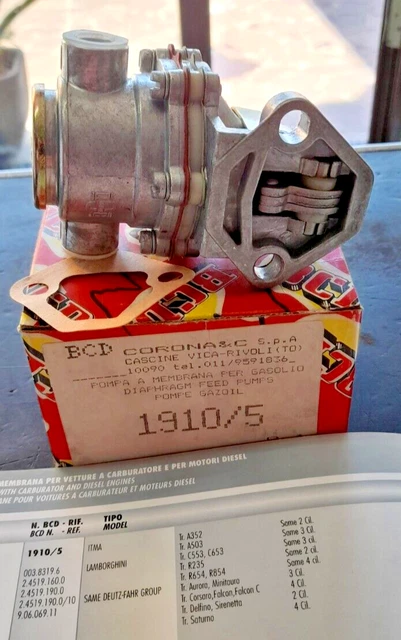 BCD CORONA&C S.p.A
CASCINE VICA-RIVOLI(TO)
10090 tel.011/9591836_
POMPA A MEMBRANA PER GASOLIO
DIAPHRAGM FEED PUMPS
POMPE GAZOIL
1910/5
MEMBRANA PER VETTURE A CARBURATORE E PER MOTORI DIESEL
WITH CARBURATOR AND DIESEL ENGINES
POUR VOITURES A CARBURATEUR ET MOTEURS DIESEL
N. BCD - RIF. TIPO
BCD N. - REF. MODEL
1910/5 ITMA Tr. A352 Same 2 Cil.
Tr. A503 Same 3 Cil.
003.8319.6 LAMBORGHINI Tr. C553, C653 Same 3 cil.
2.4519.160.0 Tr. R235 Same 2 cil
2.4519.190.0 Tr. R654, R854 Same 4 cil.
2.4519.190.0/10 SAME DEUTZ-FAHR GROUP Tr. Aurora, Minitauro 3 Cil.
9.06.069.11 Tr. Corsaro,Falcon,Falcon C 4 Cil.
Tr. Delfino, Sirenetta 2 Cil.
Tr. Saturno 4 Cil.